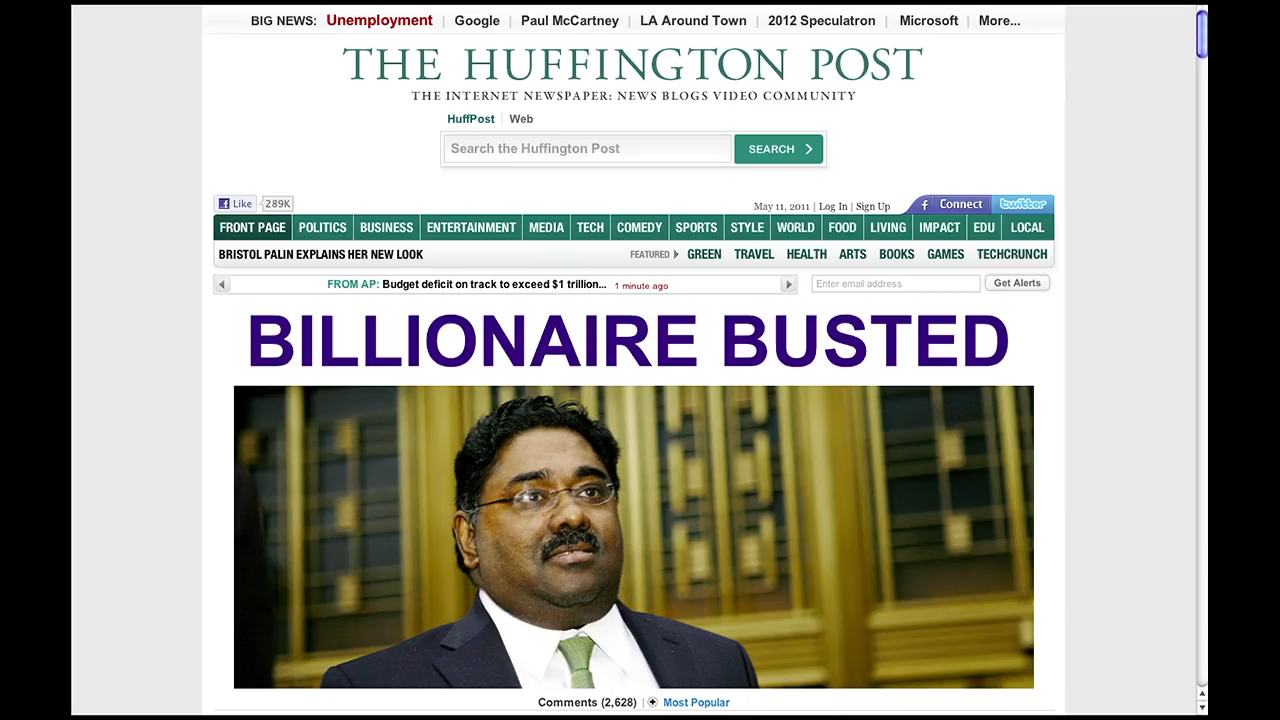 BIG NEWS: Unemployment | Google | Paul McCartney | LA Around Town | 2012 Speculatron | Microsoft | More...
THE HUFFINGTON POST
THE INTERNET NEWSPAPER: NEWS BLOGS VIDEO COMMUNITY
HuffPost | Web
Search the Huffington Post SEARCH
Like 289K May 11, 2011 | Log In | Sign Up f Connect twitter
FRONT PAGE POLITICS BUSINESS ENTERTAINMENT MEDIA TECH COMEDY SPORTS STYLE WORLD FOOD LIVING IMPACT EDU LOCAL
BRISTOL PALIN EXPLAINS HER NEW LOOK FEATURED GREEN TRAVEL HEALTH ARTS BOOKS GAMES TECHCRUNCH
FROM AP: Budget deficit on track to exceed $1 trillion... 1 minute ago Enter email address Get Alerts
BILLIONAIRE BUSTED
Comments (2,628) | Most Popular